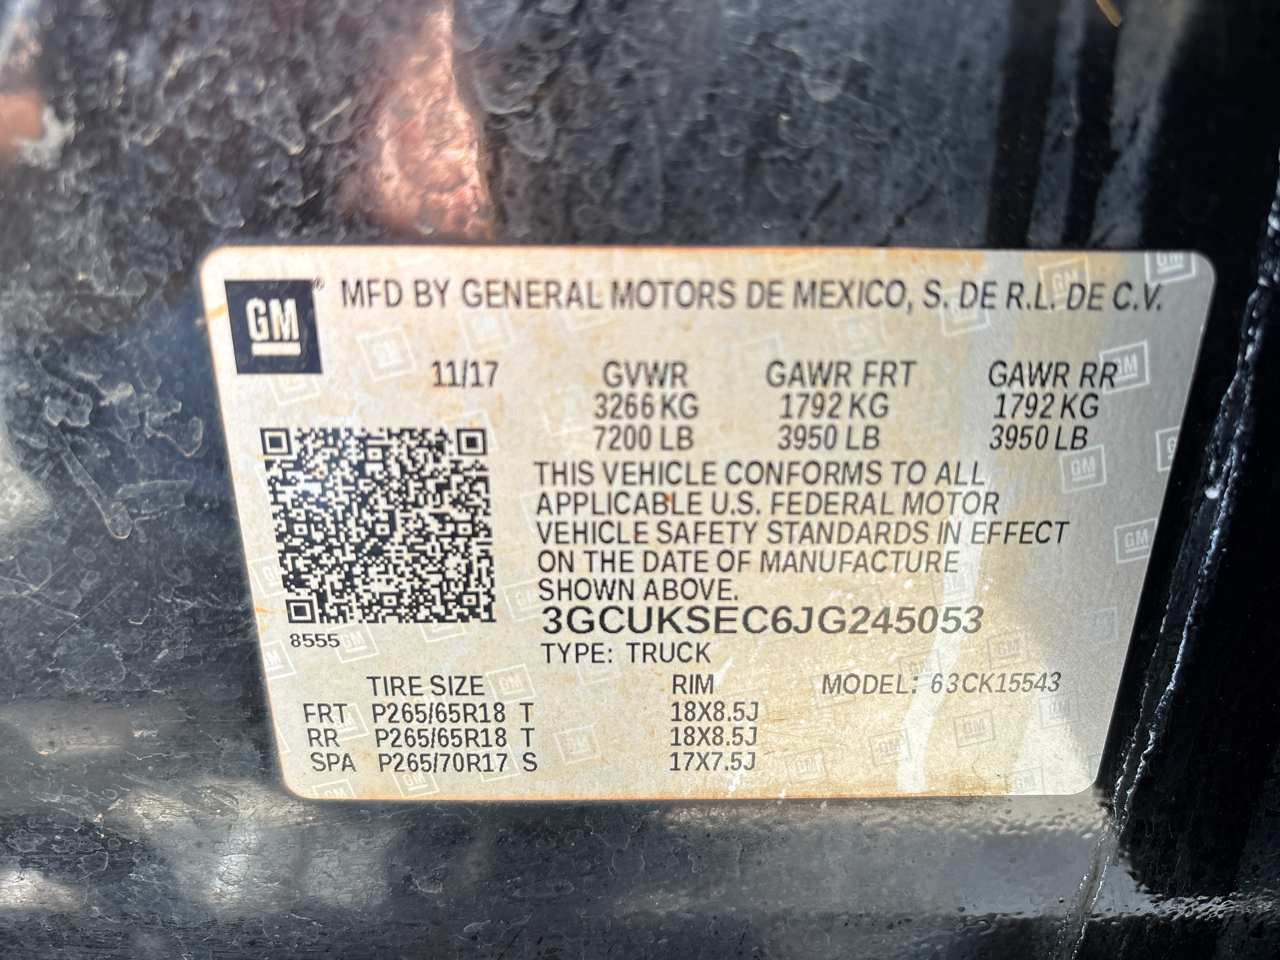 GM ® MFD BY GENERAL MOTORS DE MEXICO, S. DE R.L. DE C.V.
11/17 GVWR GAWR FRT GAWR RR
3266 KG 1792 KG 1792 KG
7200 LB 3950 LB 3950 LB
THIS VEHICLE CONFORMS TO ALL
APPLICABLE U.S. FEDERAL MOTOR
VEHICLE SAFETY STANDARDS IN EFFECT
ON THE DATE OF MANUFACTURE
SHOWN ABOVE.
3GCUKSEC6JG245053
8555
TYPE: TRUCK
TIRE SIZE RIM MODEL: 63CK15543
FRT P265/65R18 T 18X8.5J
RR P265/65R18 T 18X8.5J
SPA P265/70R17 S 17X7.5J